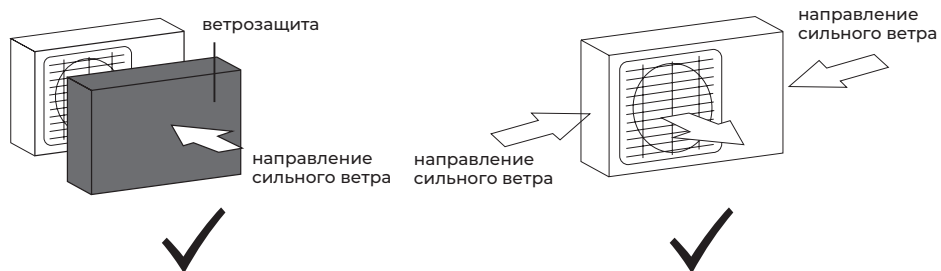 ветрозащита
направление
сильного ветра
направление
сильного ветра
направление
сильного ветра